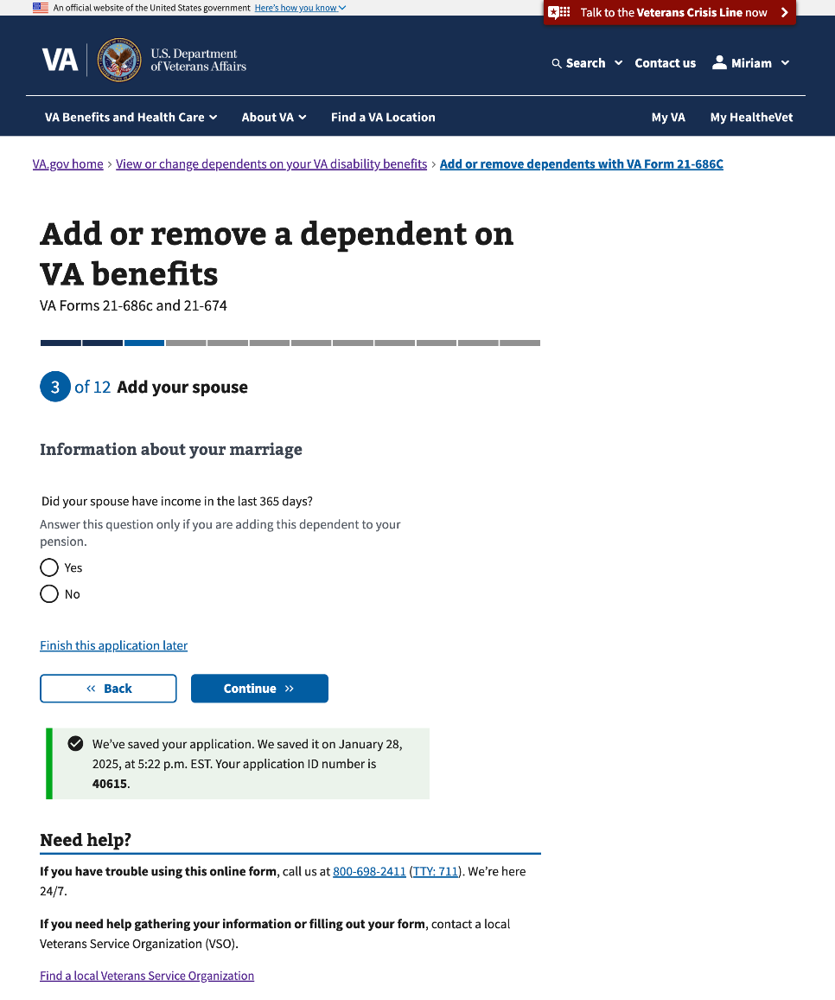 An official website of the United States government Here's how you know
Talk to the Veterans Crisis Line now
VA
U.S. Department
of Veterans Affairs
Search
Contact us
Miriam
VA Benefits and Health Care
About VA
Find a VA Location
My VA
My HealtheVet
VA.gov home › View or change dependents on your VA disability benefits › Add or remove dependents with VA Form 21-686C
Add or remove a dependent on
VA benefits
VA Forms 21-686c and 21-674
3 of 12 Add your spouse
Information about your marriage
Did your spouse have income in the last 365 days?
Answer this question only if you are adding this dependent to your
pension.
Yes
No
Finish this application later
Back
Continue
We've saved your application. We saved it on January 28,
2025, at 5:22 p.m. EST. Your application ID number is
40615.
Need help?
If you have trouble using this online form, call us at 800-698-2411 (TTY: 711). We're here
24/7.
If you need help gathering your information or filling out your form, contact a local
Veterans Service Organization (VSO).
Find a local Veterans Service Organization